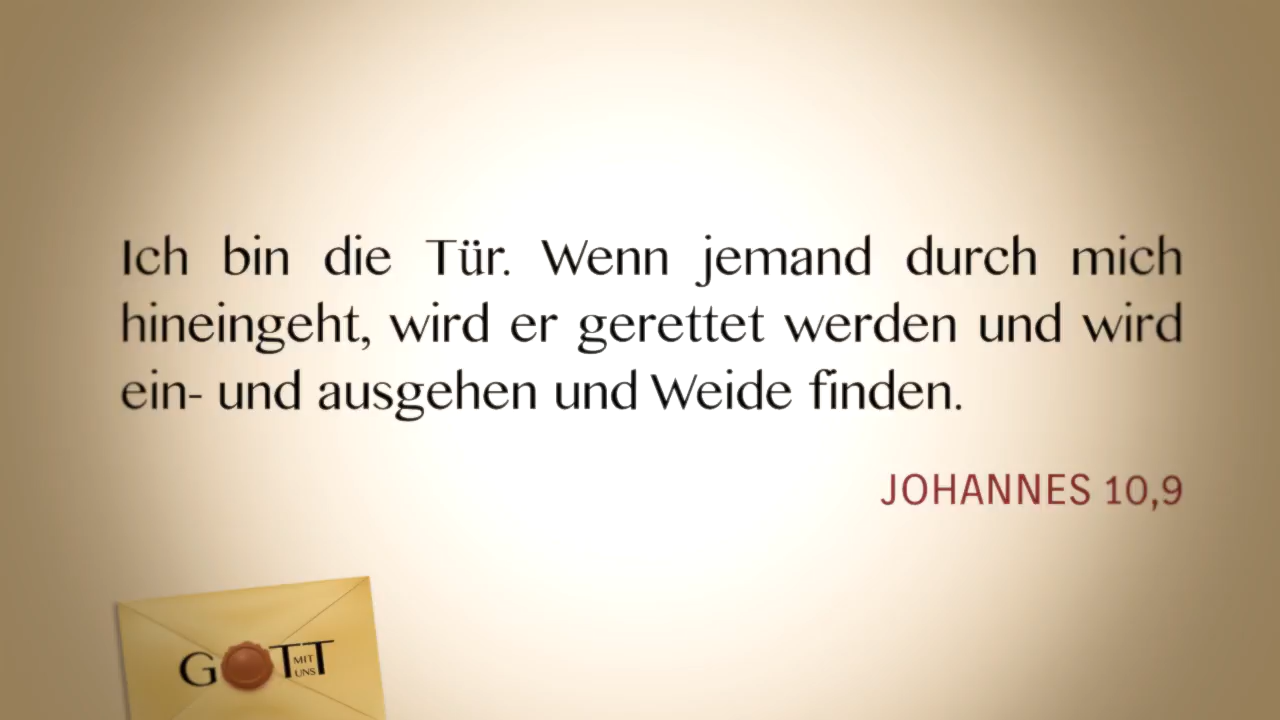 Ich bin die Tür. Wenn jemand durch mich
hineingeht, wird er gerettet werden und wird
ein- und ausgehen und Weide finden.
JOHANNES 10,9
GOTT
MIT
UNS